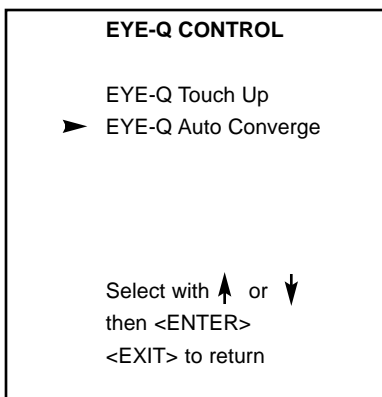 EYE-Q CONTROL
EYE-Q Touch Up
EYE-Q Auto Converge
Select with or
then <ENTER>
<EXIT> to return